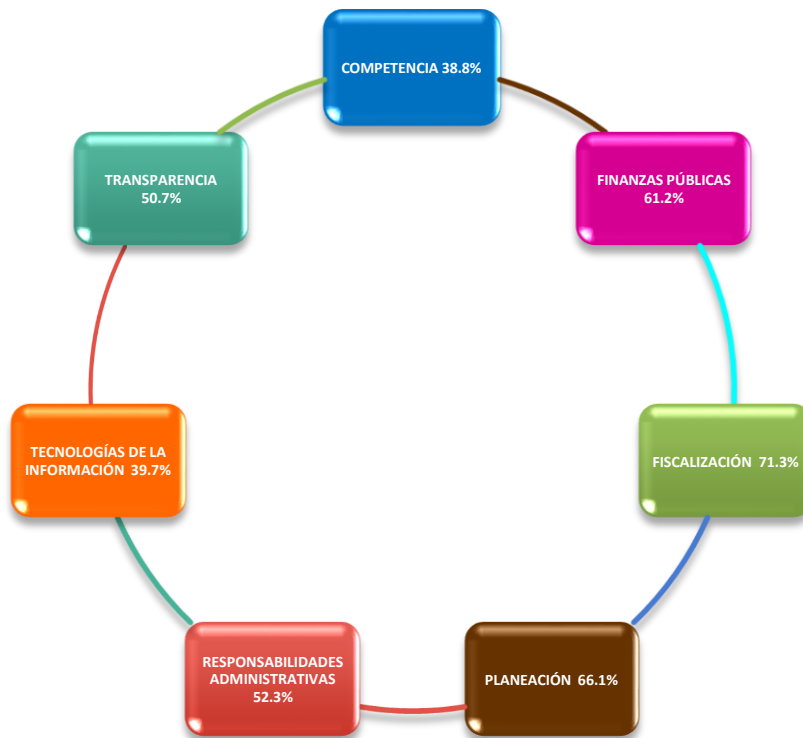 COMPETENCIA 38.8%
FINANZAS PÚBLICAS
61.2%
FISCALIZACIÓN 71.3%
PLANEACIÓN 66.1%
RESPONSABILIDADES
ADMINISTRATIVAS
52.3%
TECNOLOGÍAS DE LA
INFORMACIÓN 39.7%
TRANSPARENCIA
50.7%